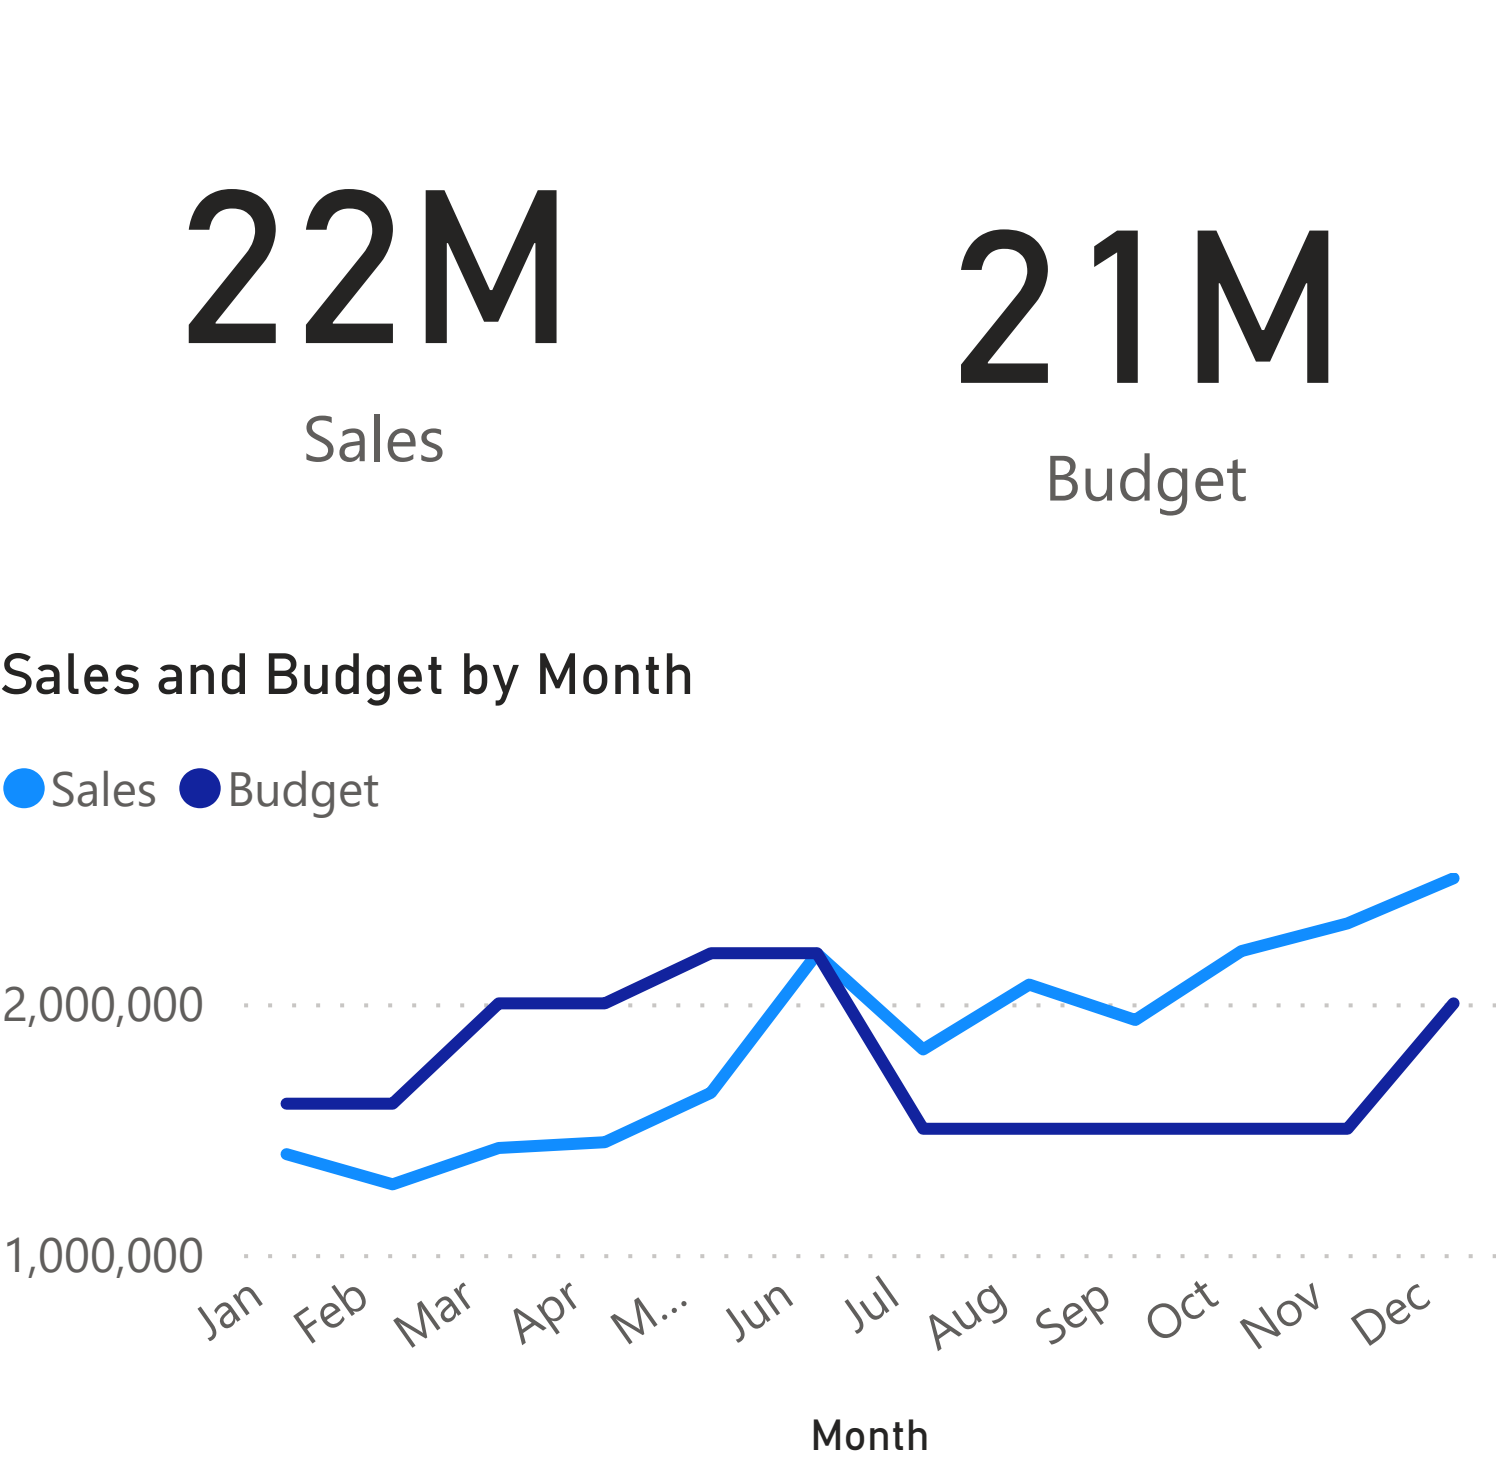 22M
Sales
21M
Budget
Sales and Budget by Month
Sales Budget
2,000,000
1,000,000
Jan Feb Mar Apr M... Jun Jul Aug Sep Oct Nov Dec
Month